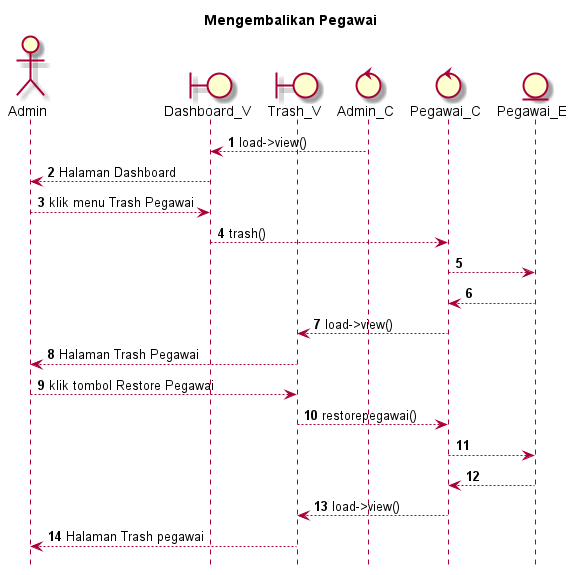 Mengembalikan Pegawai
Admin Dashboard_V Trash_V Admin_C Pegawai_C Pegawai_E
1 load->view()
2 Halaman Dashboard
3 klik menu Trash Pegawai
4 trash()
5
6
7 load->view()
8 Halaman Trash Pegawai
9 klik tombol Restore Pegawai
10 restorepegawai()
11
12
13 load->view()
14 Halaman Trash pegawai